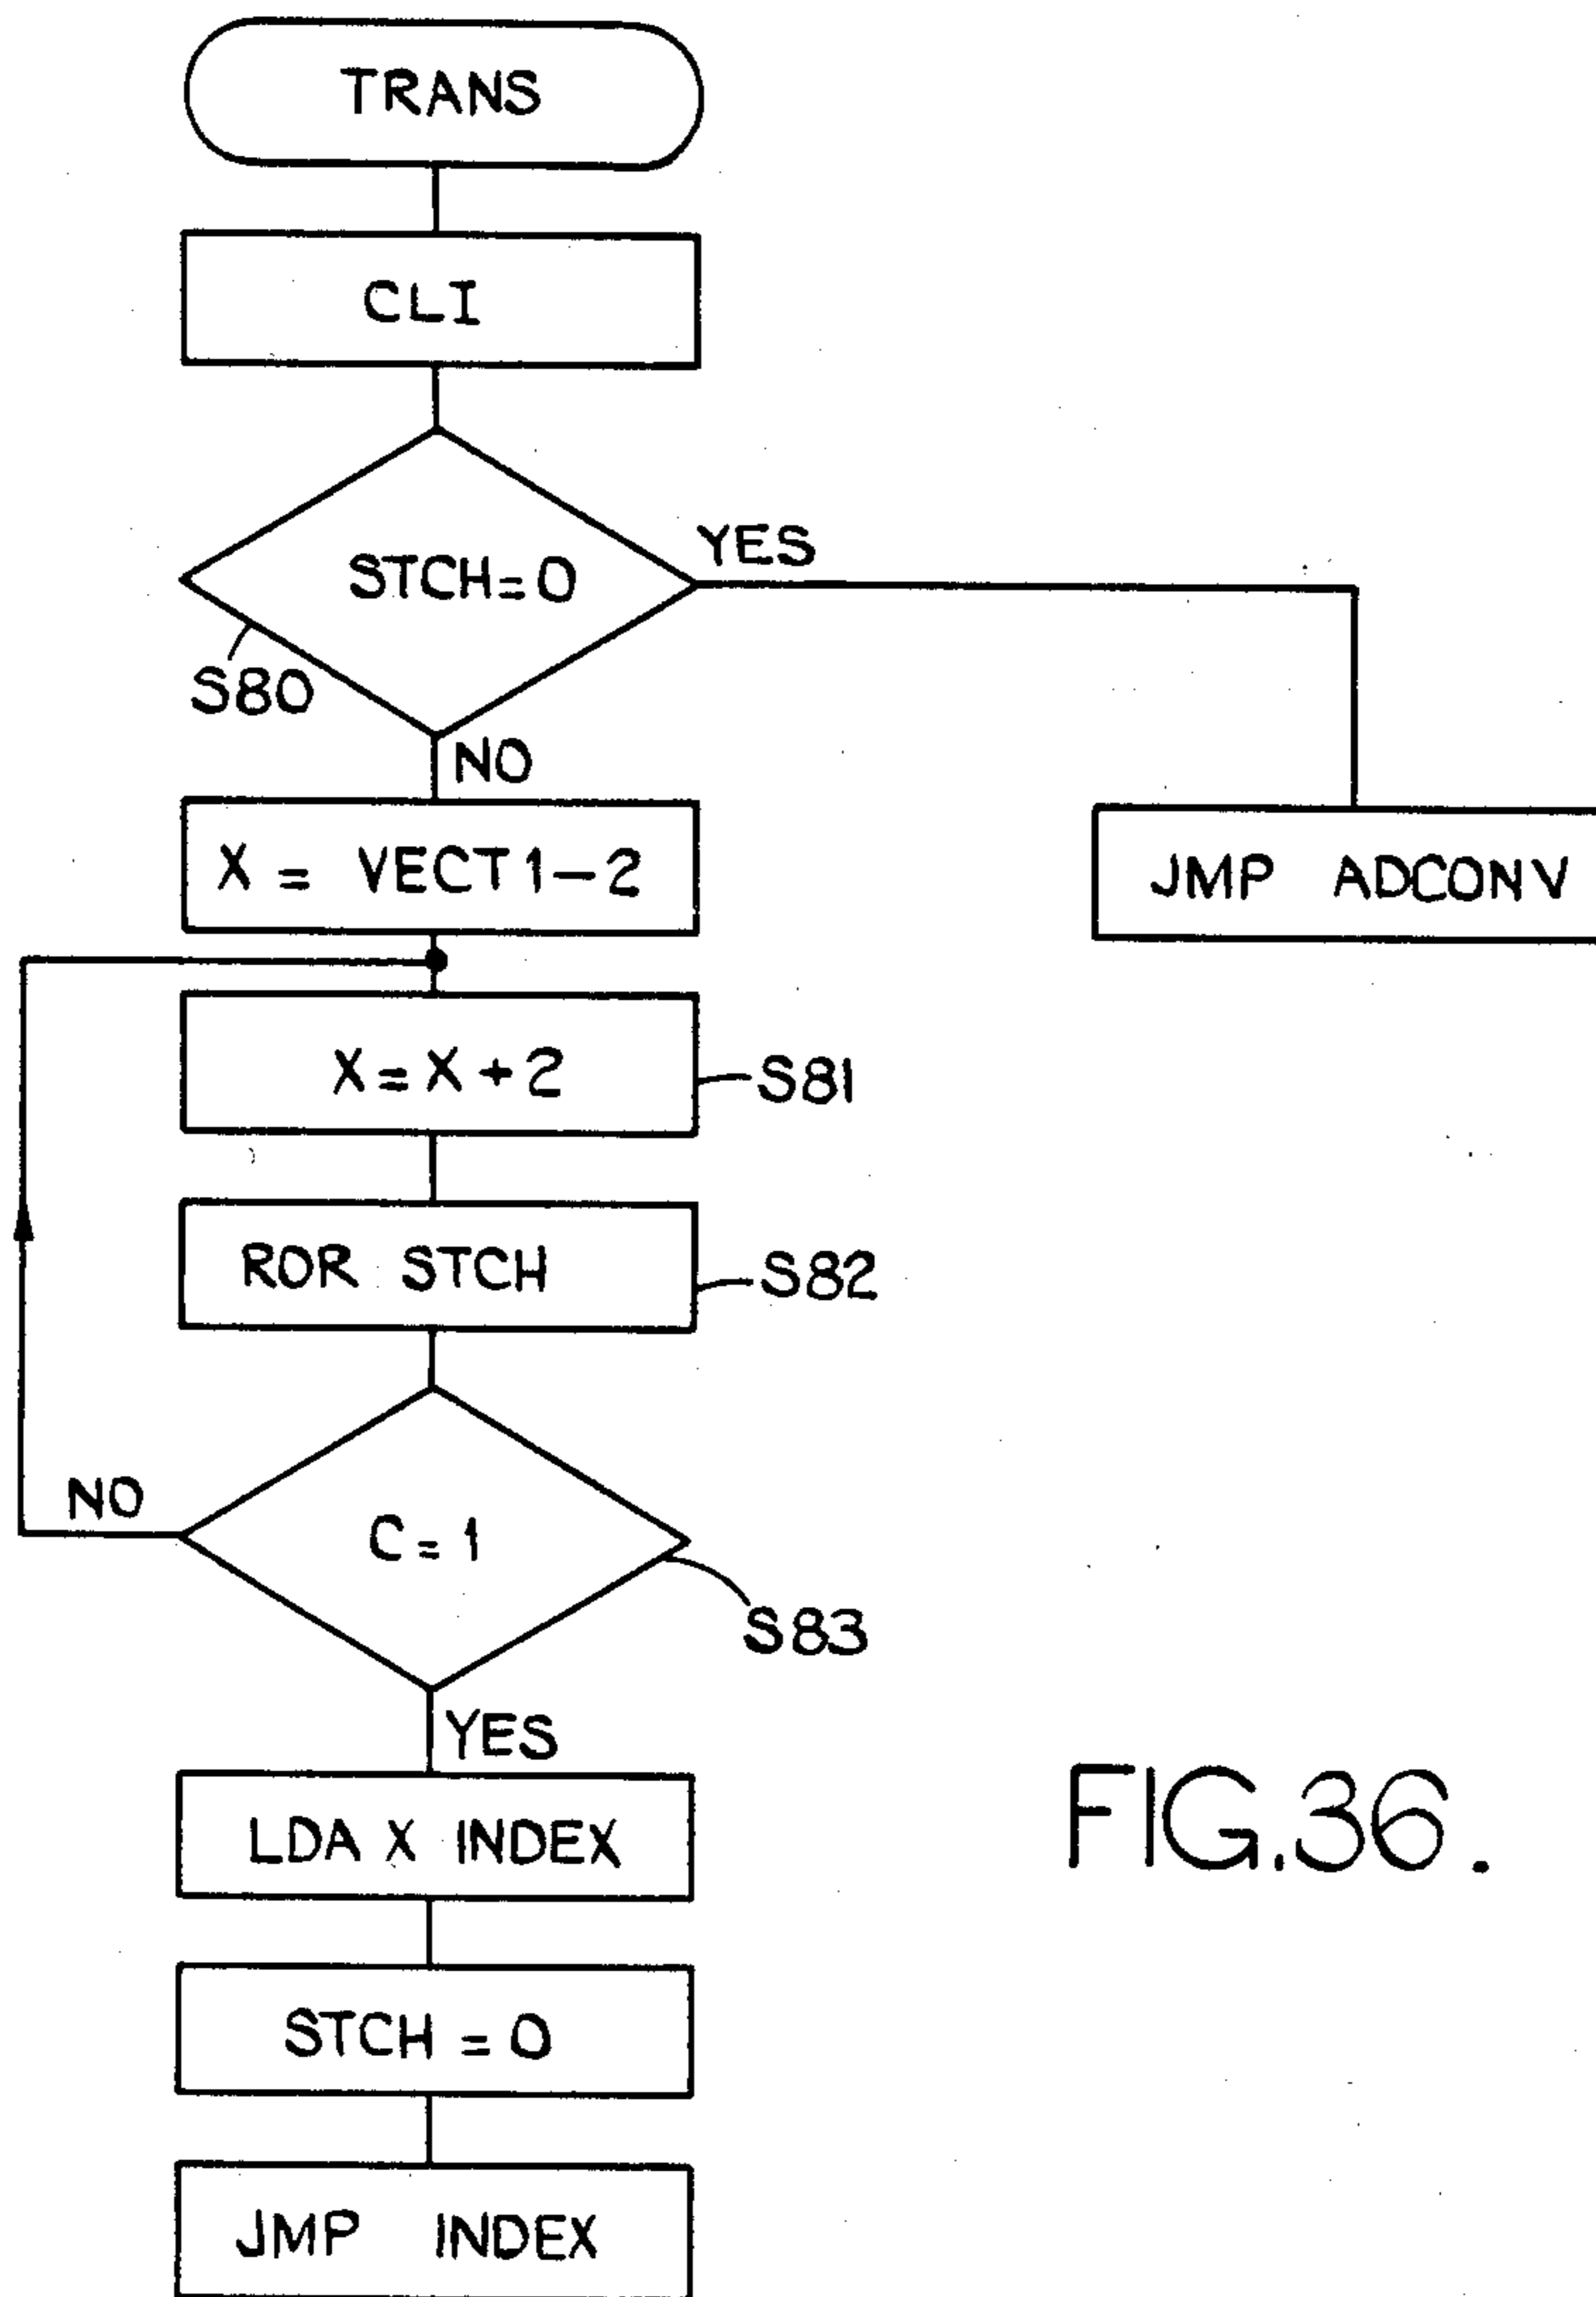 TRANS
CLI
STCH=0
YES
S80
NO
X = VECT1-2
JMP ADCONV
X=X+2
S81
ROR STCH
S82
NO
C=1
S83
YES
LDA X INDEX
STCH=0
JMP INDEX
FIG.36.